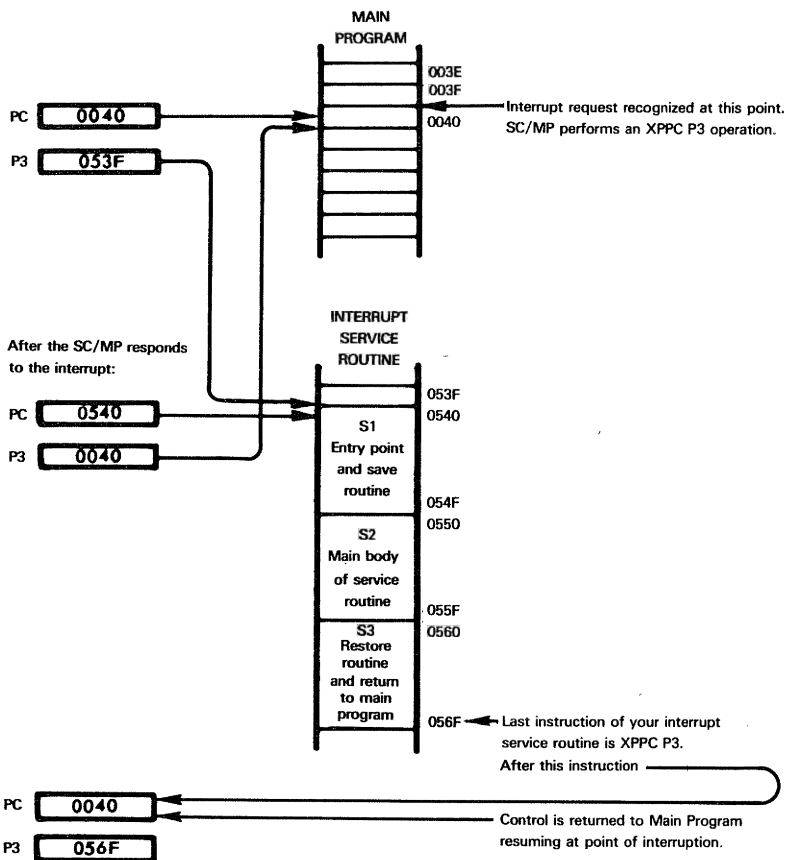 MAIN
PROGRAM
003E
003F
PC 0040
0040
Interrupt request recognized at this point.
SC/MP performs an XPPC P3 operation.
P3 053F
INTERRUPT
SERVICE
ROUTINE
After the SC/MP responds
to the interrupt:
053F
PC 0540
0540
S1
Entry point
and save
routine
P3 0040
054F
0550
S2
Main body
of service
routine
055F
0560
S3
Restore
routine
and return
to main
program
056F
Last instruction of your interrupt
service routine is XPPC P3.
After this instruction
PC 0040
Control is returned to Main Program
resuming at point of interruption.
P3 056F